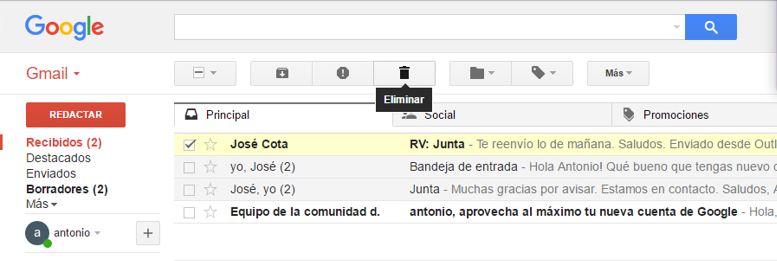 Google
Gmail
Más
Eliminar
REDACTAR
Principal
Social
Promociones
Recibidos (2)
José Cota
RV: Junta - Te reenvío lo de mañana. Saludos. Enviado desde Outl
Destacados
yo, José (2)
Bandeja de entrada - Hola Antonio! Qué bueno que tengas nuevo c
Enviados
Borradores (2)
José, yo (2)
Junta - Muchas gracias por avisar. Estamos en contacto. Saludos, A
Más
Equipo de la comunidad d.
antonio, aprovecha al máximo tu nueva cuenta de Google - Hola,
a
antonio
+